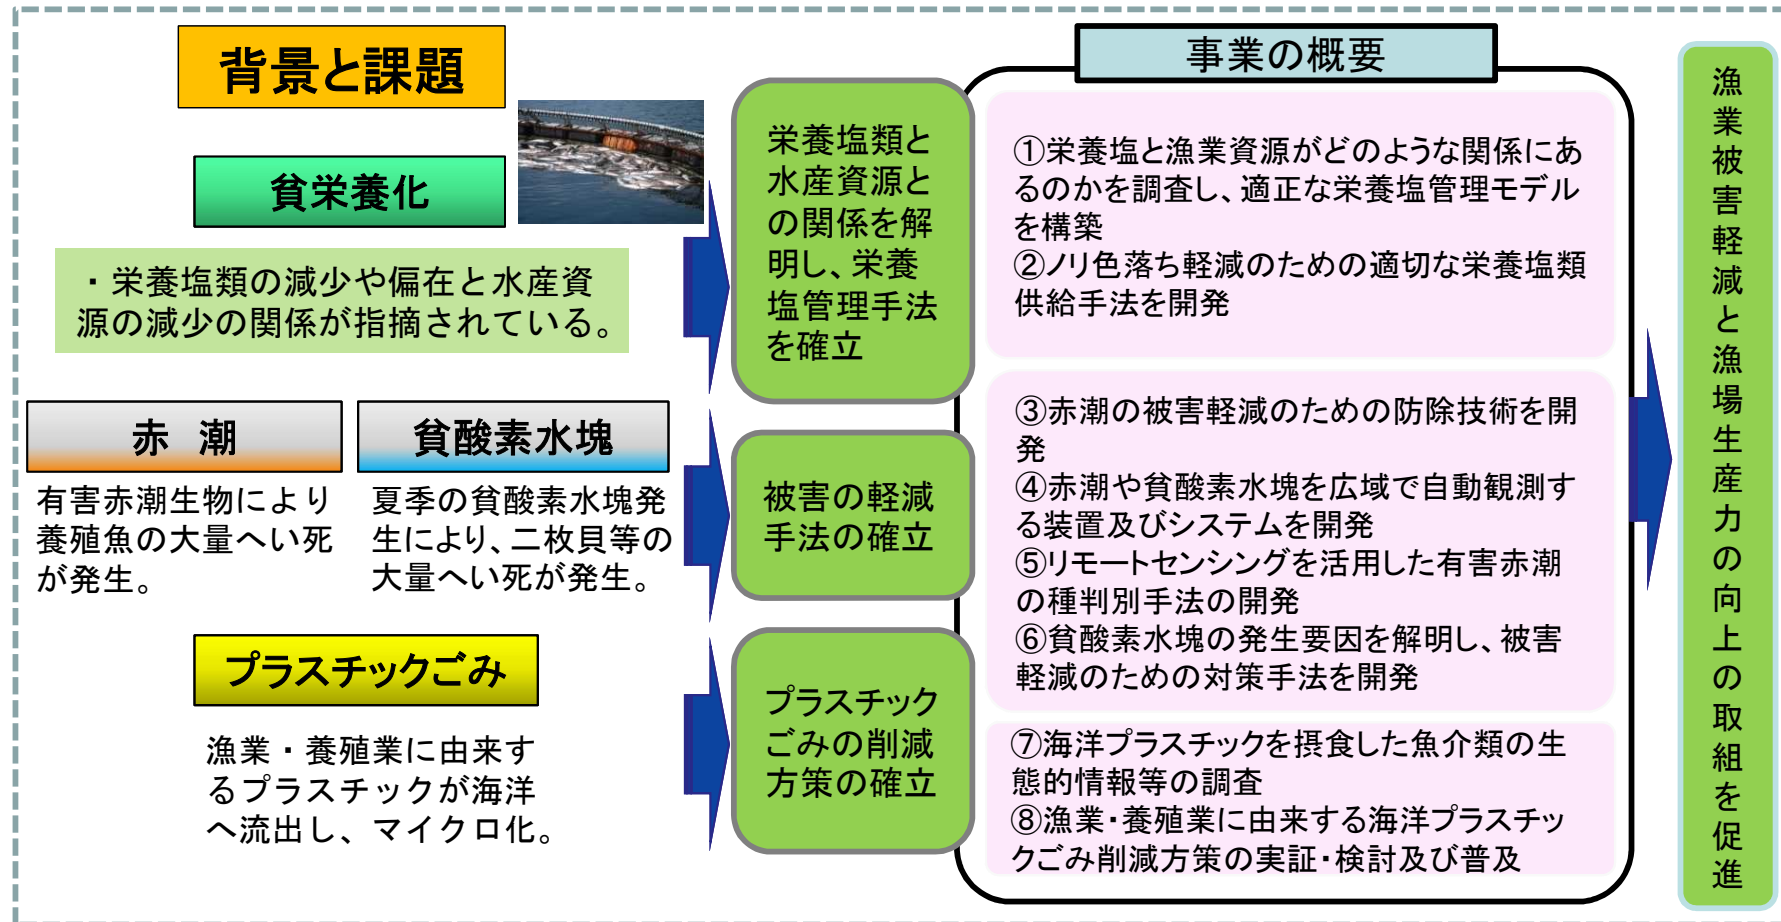 背景と課題
貧栄養化
・栄養塩類の減少や偏在と水産資
源の減少の関係が指摘されている。
赤 潮
有害赤潮生物により
養殖魚の大量へい死
が発生。
貧酸素水塊
夏季の貧酸素水塊発
生により、二枚貝等の
大量へい死が発生。
プラスチックごみ
漁業・養殖業に由来す
るプラスチックが海洋
へ流出し、マイクロ化。
栄養塩類と
水産資源と
の関係を解
明し、栄養
塩管理手法
を確立
被害の軽減
手法の確立
プラスチック
ごみの削減
方策の確立
事業の概要
①栄養塩と漁業資源がどのような関係にあ
るのかを調査し、適正な栄養塩管理モデル
を構築
②ノリ色落ち軽減のための適切な栄養塩類
供給手法を開発
③赤潮の被害軽減のための防除技術を開
発
④赤潮や貧酸素水塊を広域で自動観測す
る装置及びシステムを開発
⑤リモートセンシングを活用した有害赤潮
の種判別手法の開発
⑥貧酸素水塊の発生要因を解明し、被害
軽減のための対策手法を開発
⑦海洋プラスチックを摂食した魚介類の生
態的情報等の調査
⑧漁業・養殖業に由来する海洋プラスチッ
クごみ削減方策の実証・検討及び普及
漁業被害軽減と漁場生産力の向上の取組を促進